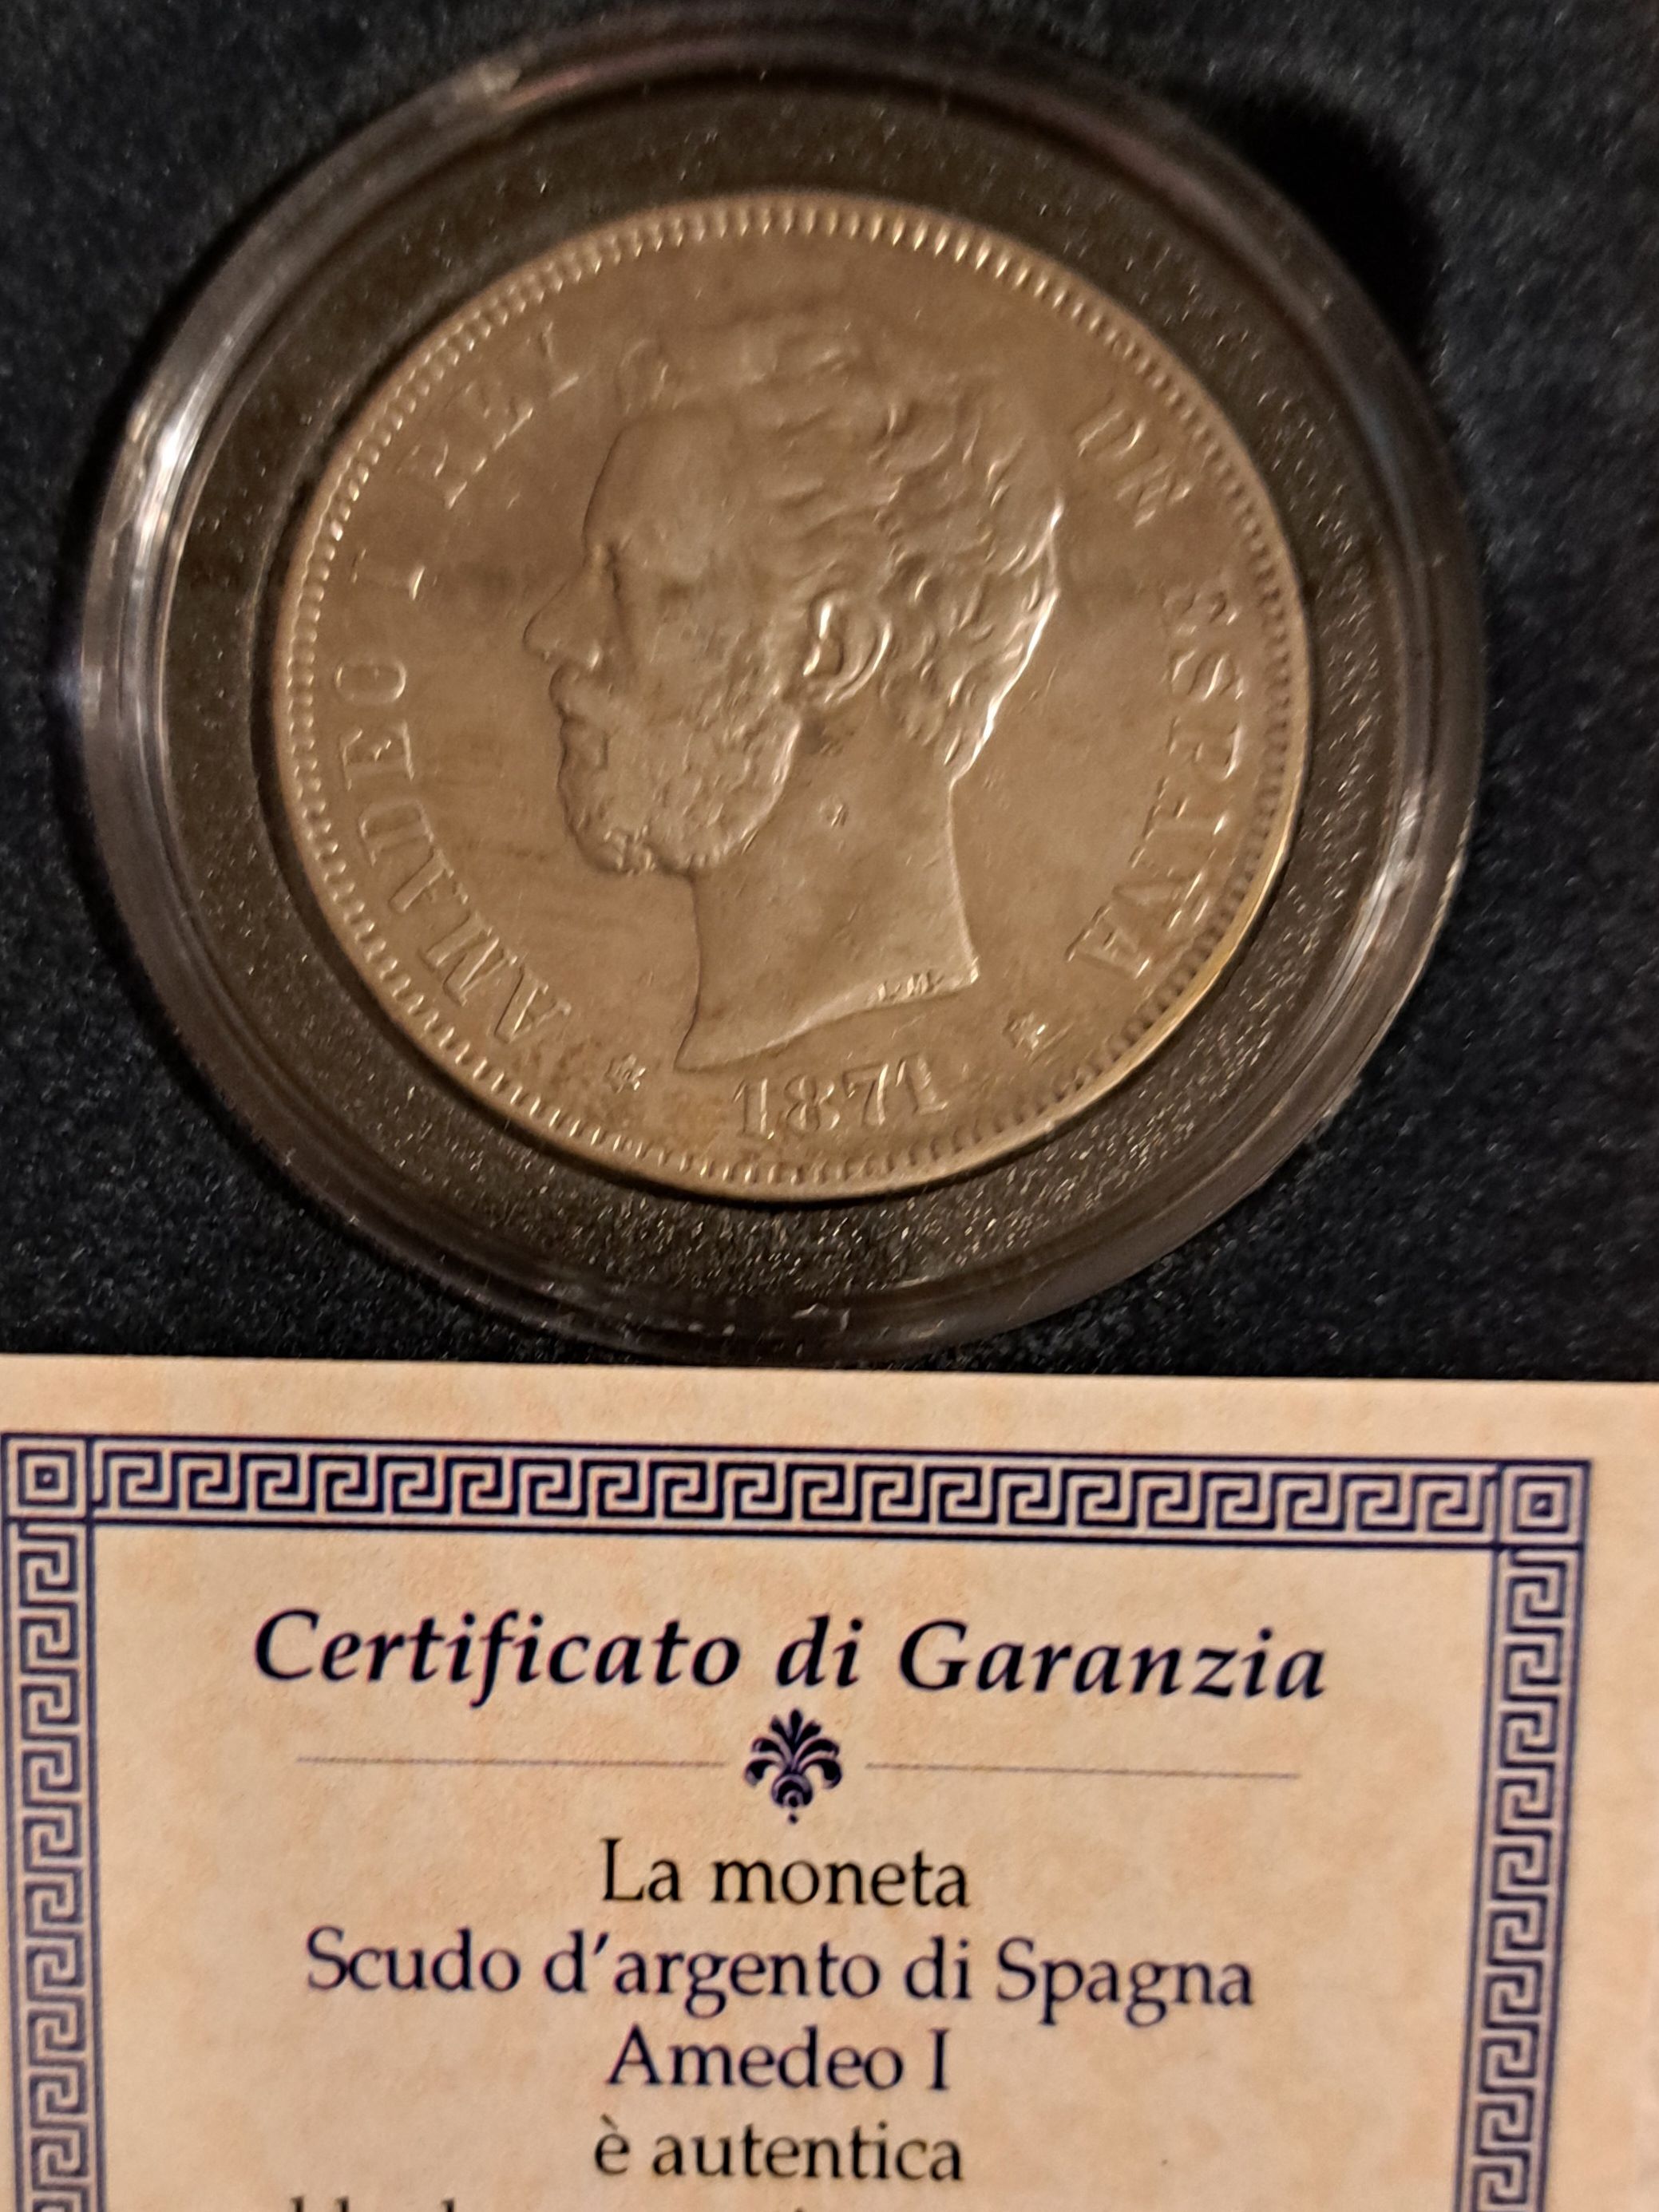 AMADEO I REY DE ESPAÑA
1871
L.M.
Certificato di Garanzia
La moneta
Scudo d'argento di Spagna
Amedeo I
è autentica